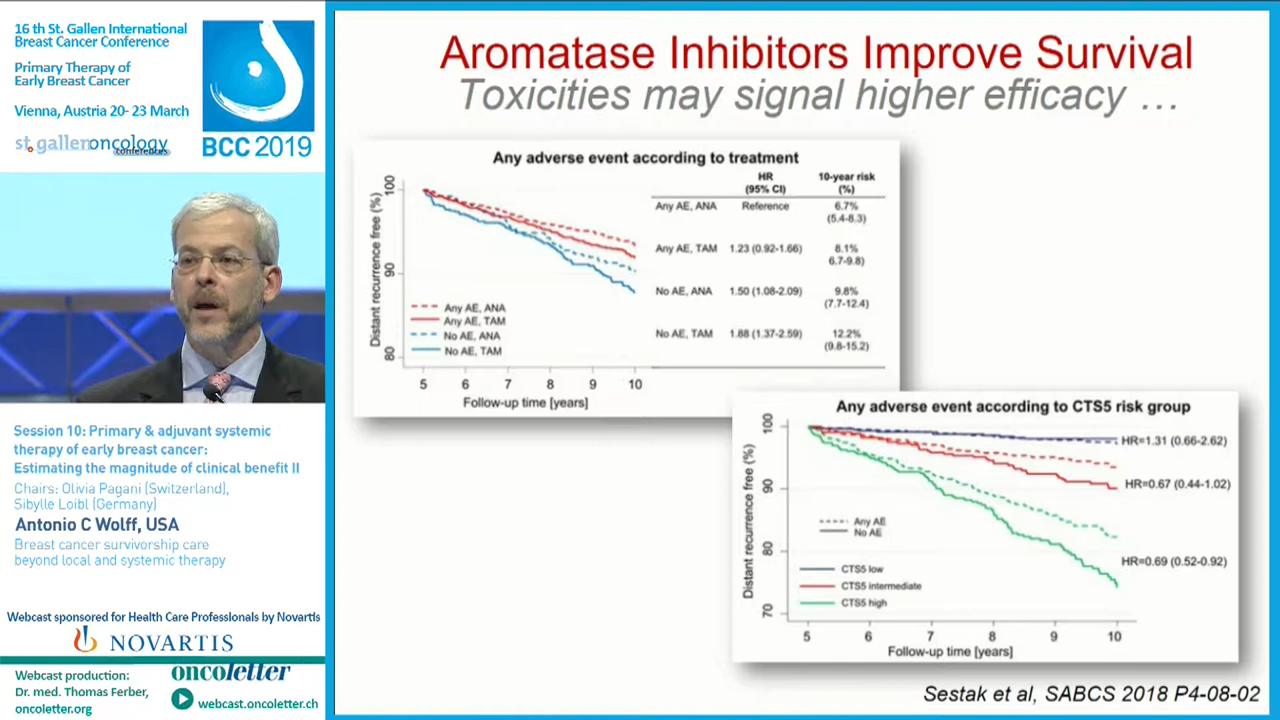 16 th St. Gallen International
Breast Cancer Conference
Primary Therapy of
Early Breast Cancer
Vienna, Austria 20- 23 March
st.gallenoncology
conferences
BCC 2019
Session 10: Primary & adjuvant systemic
therapy of early breast cancer:
Estimating the magnitude of clinical benefit II
Chairs: Olivia Pagani (Switzerland),
Sibylle Loibl (Germany)
Antonio C Wolff, USA
Breast cancer survivorship care
beyond local and systemic therapy
Webcast sponsored for Health Care Professionals by Novartis
NOVARTIS
Webcast production:
Dr. med. Thomas Ferber,
oncoletter.org
oncoletter
webcast.oncoletter.ch
Aromatase Inhibitors Improve Survival
Toxicities may signal higher efficacy …
Any adverse event according to treatment
Distant recurrence free (%)
100
90
80
Any AE, ANA
Any AE, TAM
No AE, ANA
No AE, TAM
5 6 7 8 9 10
Follow-up time [years]
HR 10-year risk
(95% CI) (%)
Any AE, ANA Reference 6.7%
(5.4-8.3)
Any AE, TAM 1.23 (0.92-1.66) 8.1%
6.7-9.8)
No AE, ANA 1.50 (1.08-2.09) 9.8%
(7.7-12.4)
No AE, TAM 1.88 (1.37-2.59) 12.2%
(9.8-15.2)
Any adverse event according to CTS5 risk group
Distant recurrence free (%)
100
90
80
70
HR=1.31 (0.66-2.62)
HR=0.67 (0.44-1.02)
HR=0.69 (0.52-0.92)
Any AE
No AE
CTS5 low
CTS5 intermediate
CTS5 high
5 6 7 8 9 10
Follow-up time [years]
Sestak et al, SABCS 2018 P4-08-02